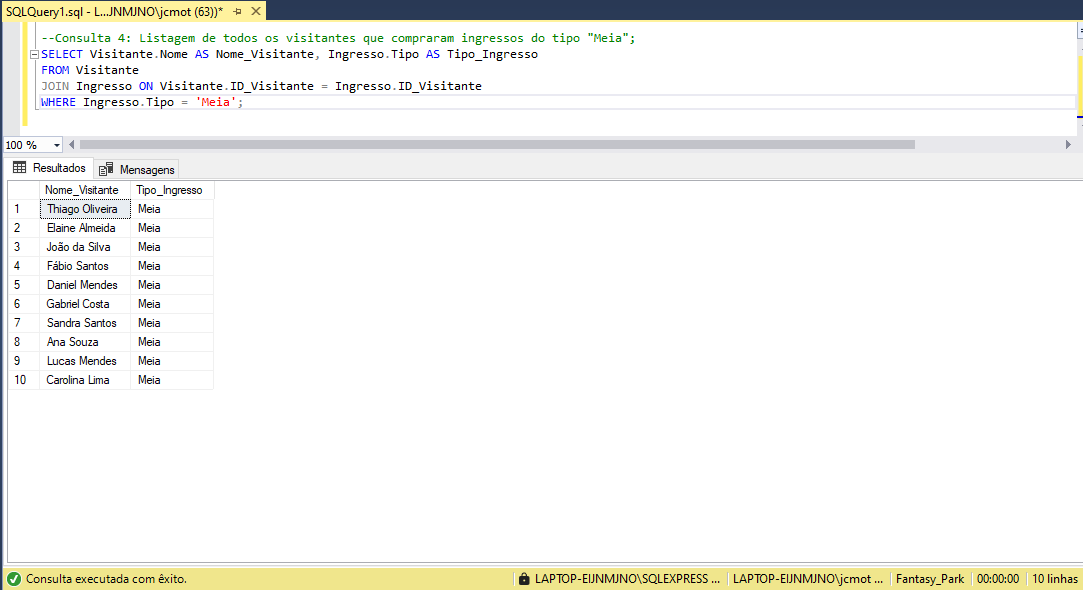 SQLQuery1.sql - L...JNMJNO\jcmot (63))*
--Consulta 4: Listagem de todos os visitantes que compraram ingressos do tipo "Meia";
SELECT Visitante.Nome AS Nome_Visitante, Ingresso.Tipo AS Tipo_Ingresso
FROM Visitante
JOIN Ingresso ON Visitante.ID_Visitante = Ingresso.ID_Visitante
WHERE Ingresso.Tipo = 'Meia';
100 %
Resultados Mensagens
Nome_Visitante Tipo_Ingresso
1 Thiago Oliveira Meia
2 Elaine Almeida Meia
3 João da Silva Meia
4 Fábio Santos Meia
5 Daniel Mendes Meia
6 Gabriel Costa Meia
7 Sandra Santos Meia
8 Ana Souza Meia
9 Lucas Mendes Meia
10 Carolina Lima Meia
Consulta executada com êxito. LAPTOP-EIJNMJNO\SQLEXPRESS ... LAPTOP-EIJNMJNO\jcmot ... Fantasy_Park 00:00:00 10 linhas